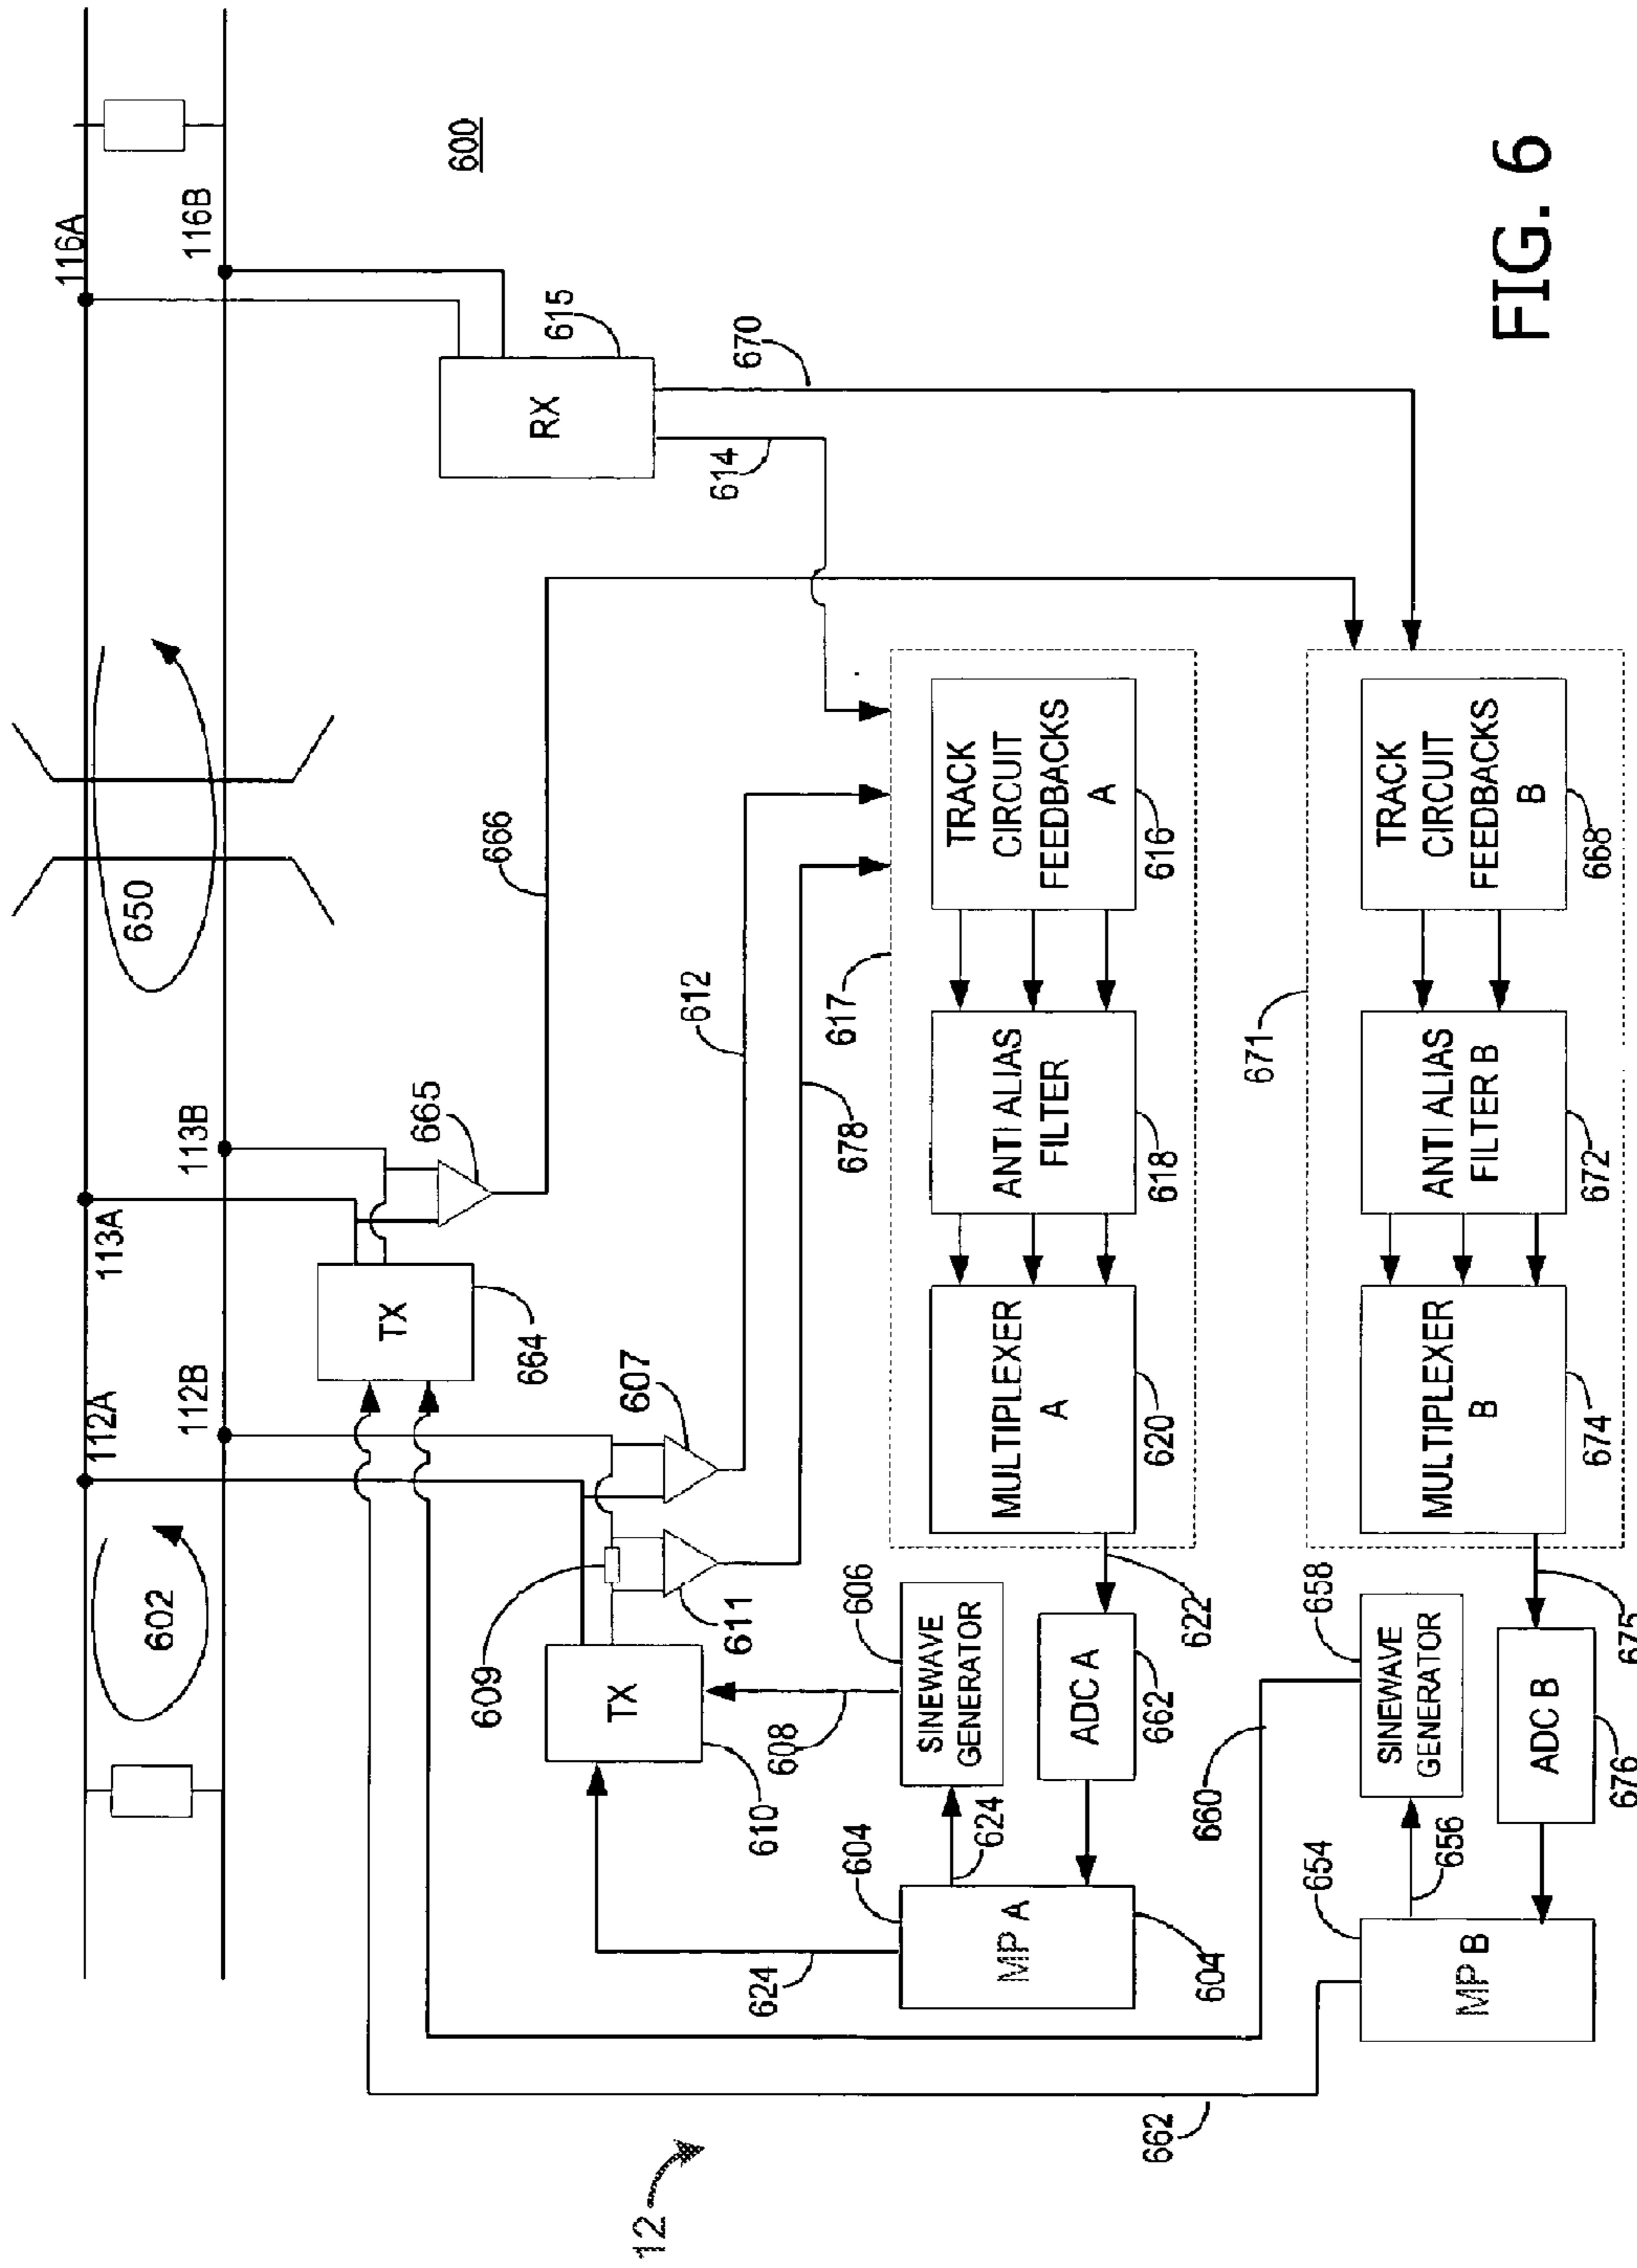 116A
116B
600
113A
113B
112A
112B
650
602
RX
615
614
670
TX
664
665
666
607
612
678
609
611
TX
610
608
SINEWAVE
GENERATOR
606
624
624
604
MP A
604
ADC A
662
622
617
TRACK
CIRCUIT
FEEDBACKS
A
616
ANTI ALIAS
FILTER
618
MULTIPLEXER
A
620
671
TRACK
CIRCUIT
FEEDBACKS
B
668
ANTI ALIAS
FILTER B
672
MULTIPLEXER
B
674
675
ADC B
676
SINEWAVE
GENERATOR
658
660
656
654
MP B
662
12
FIG. 6